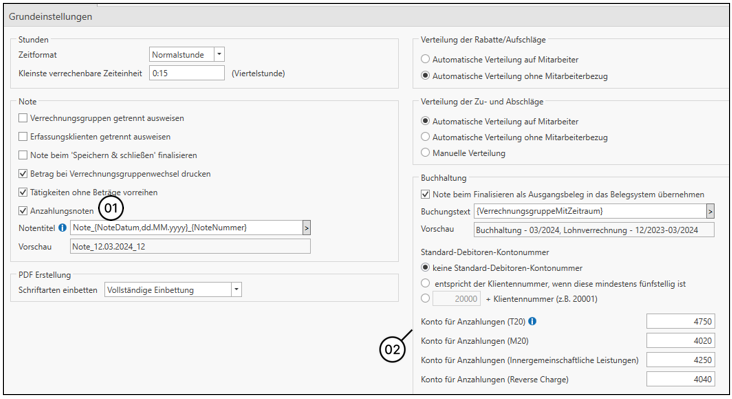 Grundeinstellungen
Stunden
Zeitformat Normalstunde
Kleinste verrechenbare Zeiteinheit 0:15 (Viertelstunde)
Note
Verrechnungsgruppen getrennt ausweisen
Erfassungsklienten getrennt ausweisen
Note beim 'Speichern & schließen' finalisieren
Betrag bei Verrechnungsgruppenwechsel drucken
Tätigkeiten ohne Beträge vorreihen
Anzahlungsnoten 01
Notentitel i Note_{NoteDatum,dd.MM.yyyy}_{NoteNummer} >
Vorschau Note_12.03.2024_12
PDF Erstellung
Schriftarten einbetten Vollständige Einbettung
Verteilung der Rabatte/Aufschläge
Automatische Verteilung auf Mitarbeiter
Automatische Verteilung ohne Mitarbeiterbezug
Verteilung der Zu- und Abschläge
Automatische Verteilung auf Mitarbeiter
Automatische Verteilung ohne Mitarbeiterbezug
Manuelle Verteilung
Buchhaltung
Note beim Finalisieren als Ausgangsbeleg in das Belegsystem übernehmen
Buchungstext {VerrechnungsgruppeMitZeitraum} >
Vorschau Buchhaltung - 03/2024, Lohnverrechnung - 12/2023-03/2024
Standard-Debitoren-Kontonummer
keine Standard-Debitoren-Kontonummer
entspricht der Klientennummer, wenn diese mindestens fünfstellig ist
20000 + Klientennummer (z.B. 20001)
02
Konto für Anzahlungen (T20) i 4750
Konto für Anzahlungen (M20) 4020
Konto für Anzahlungen (Innergemeinschaftliche Leistungen) 4250
Konto für Anzahlungen (Reverse Charge) 4040